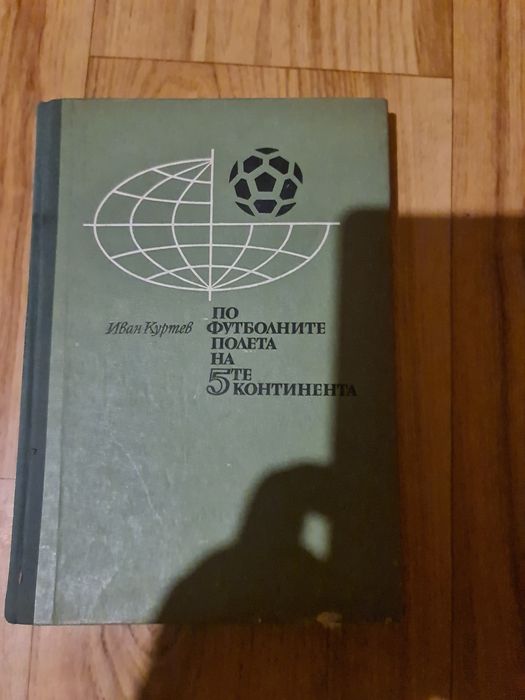 Иван Куртев
ПО
ФУТБОЛНИТЕ
ПОЛЕТА
НА
5ТЕ
КОНТИНЕНТА